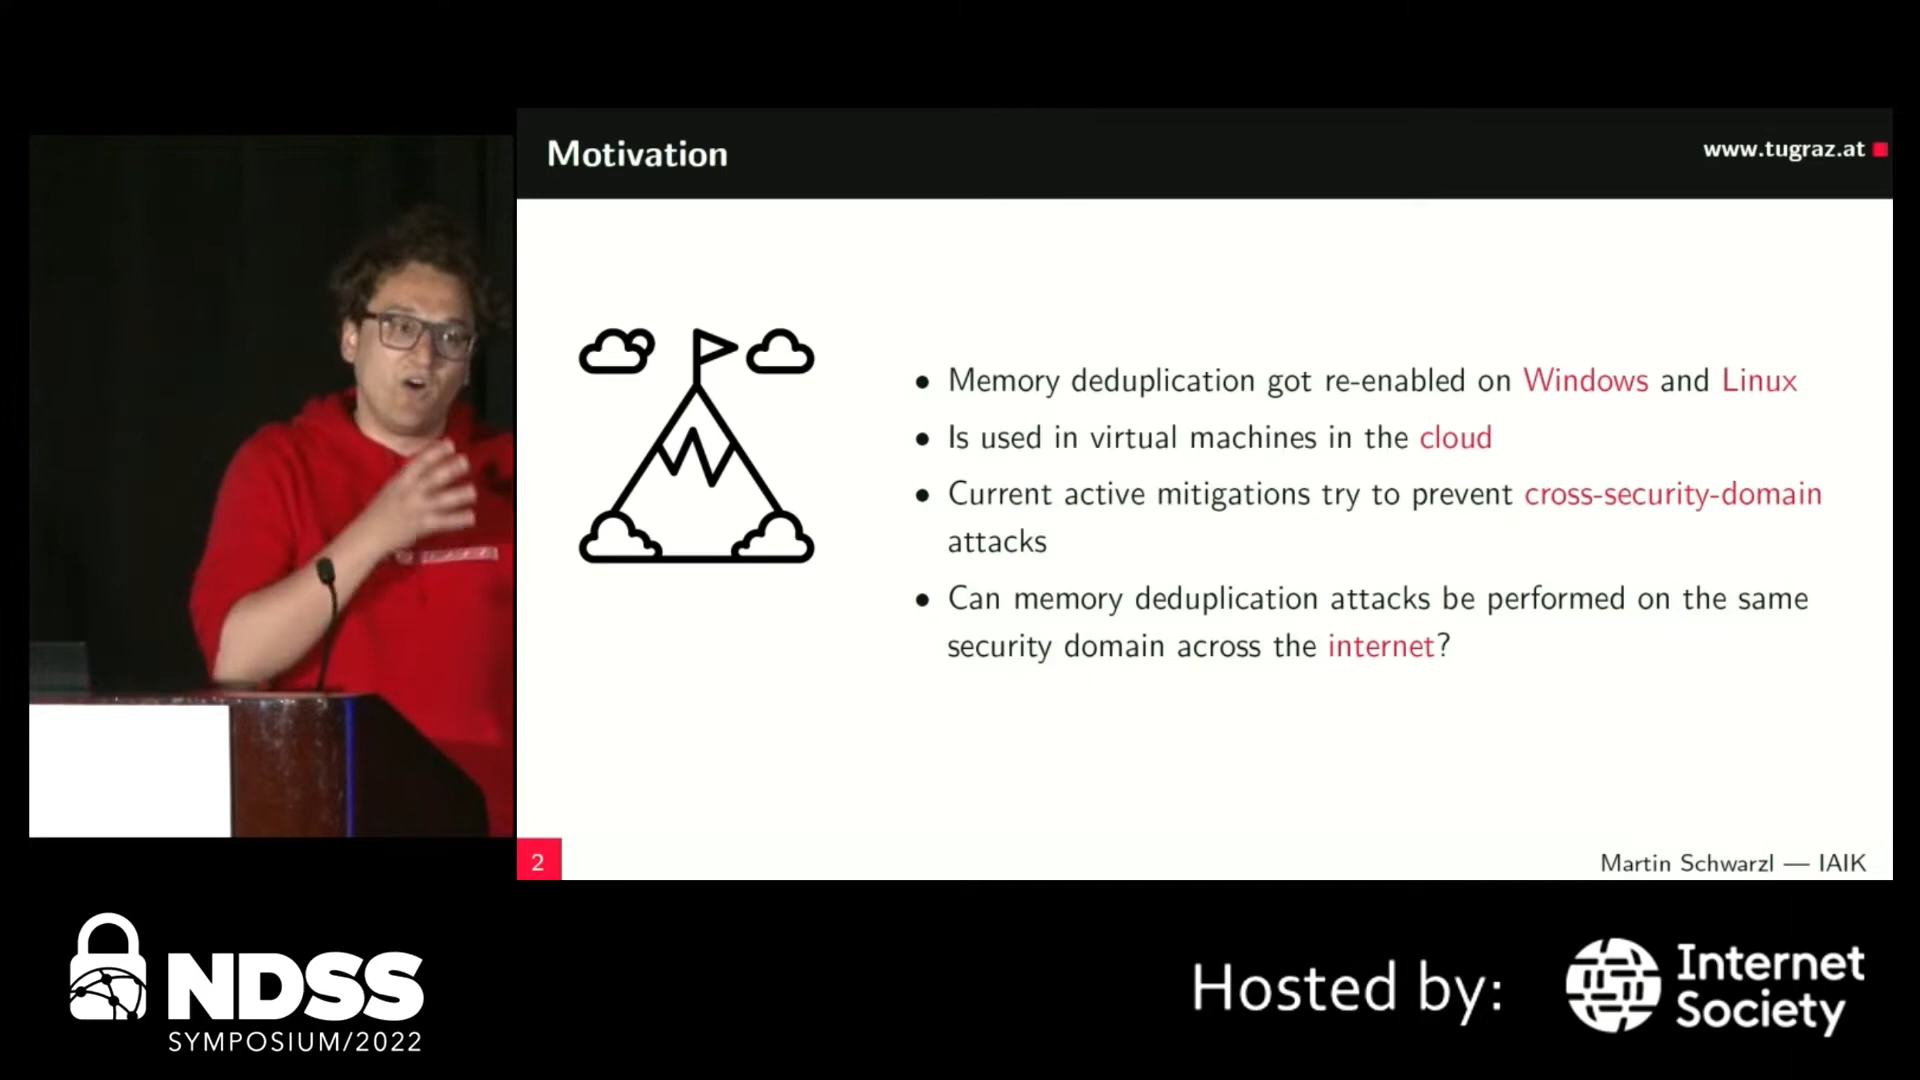 Motivation
www.tugraz.at
• Memory deduplication got re-enabled on Windows and Linux
• Is used in virtual machines in the cloud
• Current active mitigations try to prevent cross-security-domain
attacks
• Can memory deduplication attacks be performed on the same
security domain across the internet?
2
Martin Schwarzl — IAIK
NDSS
SYMPOSIUM/2022
Hosted by:
Internet
Society